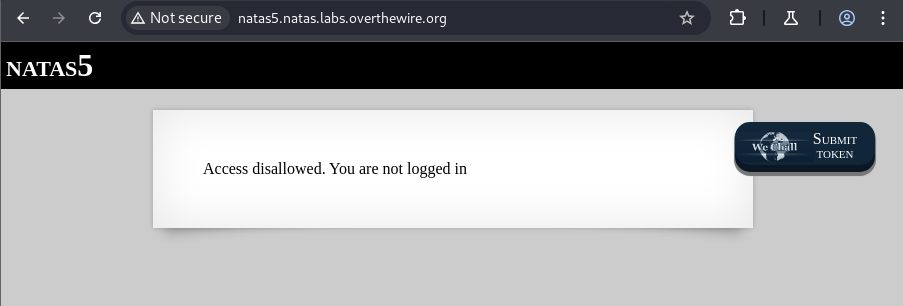 Not secure natas5.natas.labs.overthewire.org
NATAS5
Access disallowed. You are not logged in
We Chall
SUBMIT
TOKEN